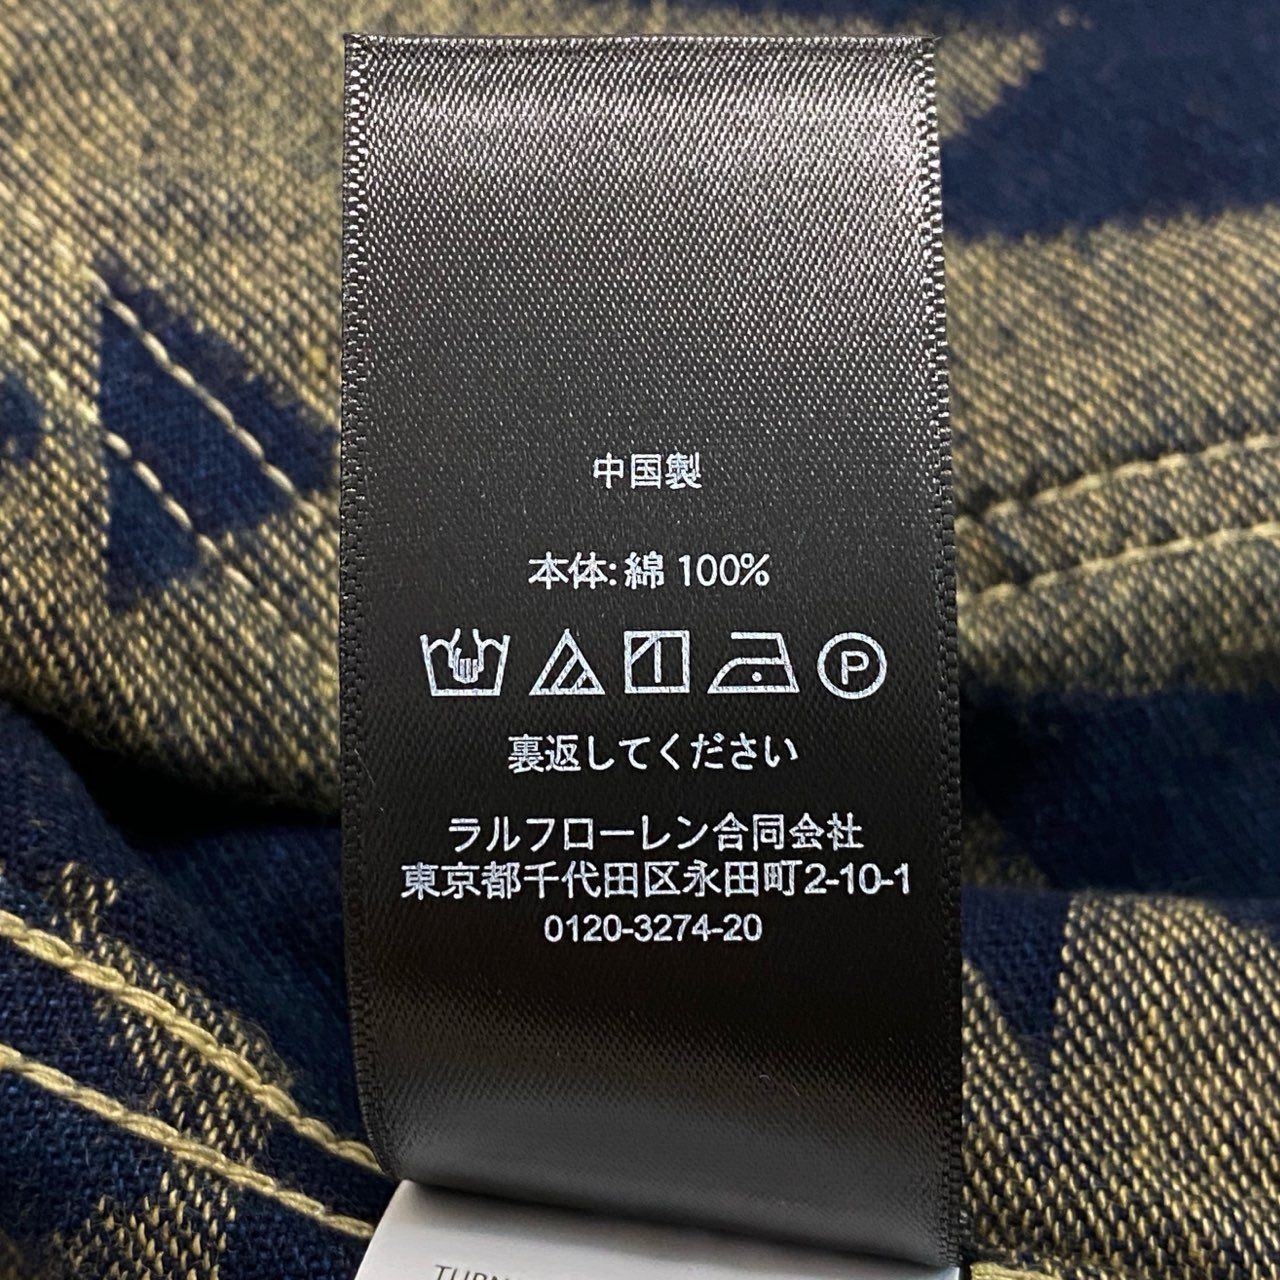 中国製
本体:綿 100%
P
裏返してください
ラルフローレン合同会社
東京都千代田区永田町2-10-1
0120-3274-20